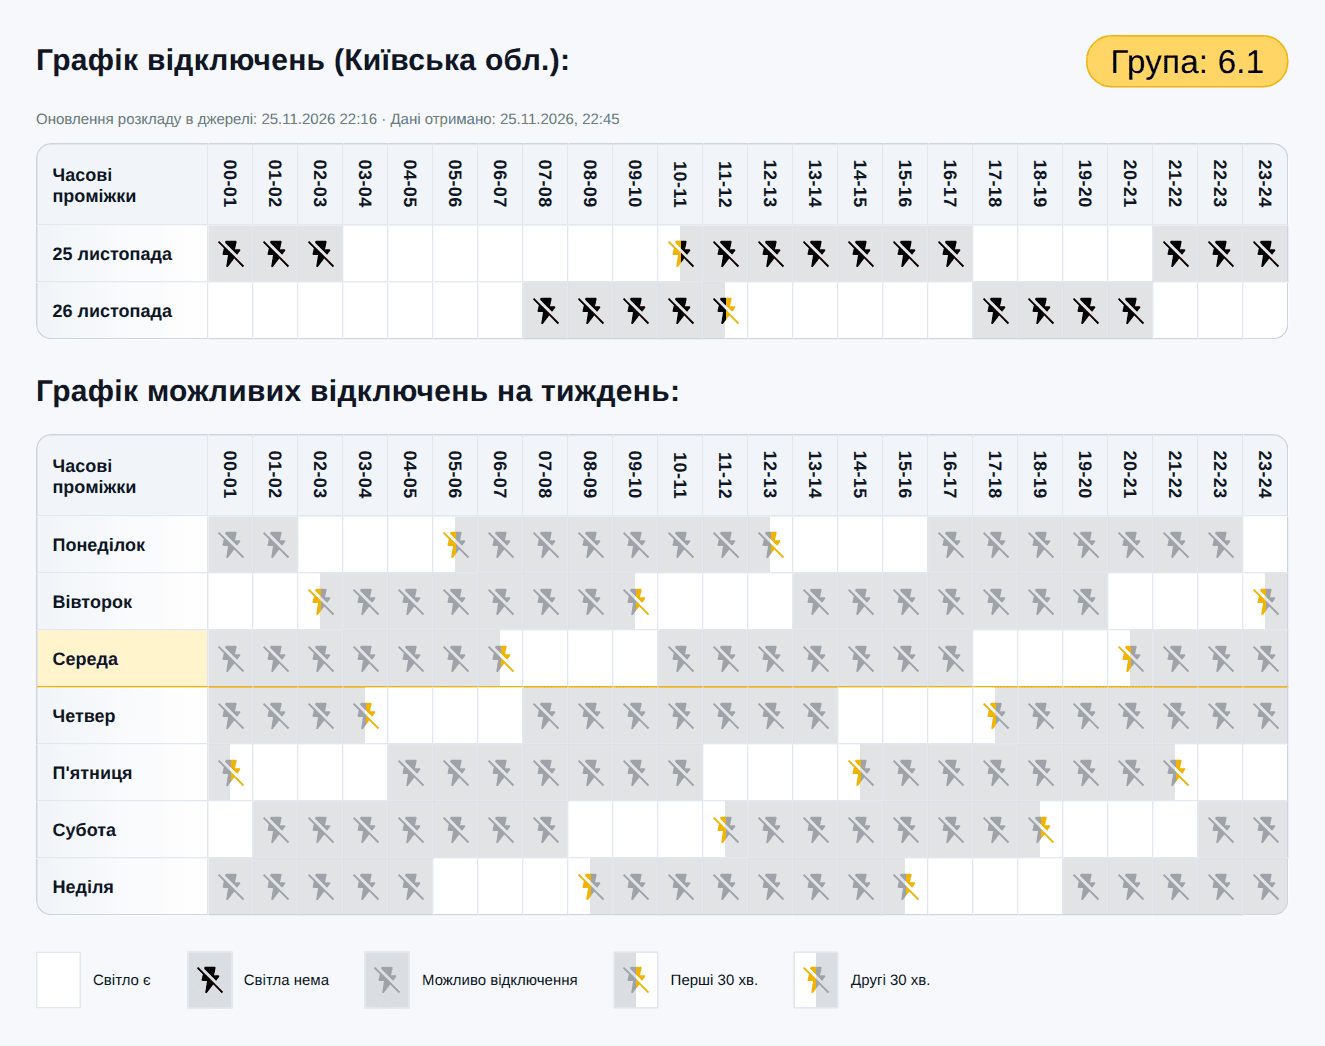 Графік відключень (Київська обл.):
Група: 6.1
Оновлення розкладу в джерелі: 25.11.2026 22:16 · Дані отримано: 25.11.2026, 22:45
Часові проміжки 00-01 01-02 02-03 03-04 04-05 05-06 06-07 07-08 08-09 09-10 10-11 11-12 12-13 13-14 14-15 15-16 16-17 17-18 18-19 19-20 20-21 21-22 22-23 23-24
25 листопада
26 листопада
Графік можливих відключень на тиждень:
Часові проміжки 00-01 01-02 02-03 03-04 04-05 05-06 06-07 07-08 08-09 09-10 10-11 11-12 12-13 13-14 14-15 15-16 16-17 17-18 18-19 19-20 20-21 21-22 22-23 23-24
Понеділок
Вівторок
Середа
Четвер
П'ятниця
Субота
Неділя
Світло є Світла нема Можливо відключення Перші 30 хв. Другі 30 хв.